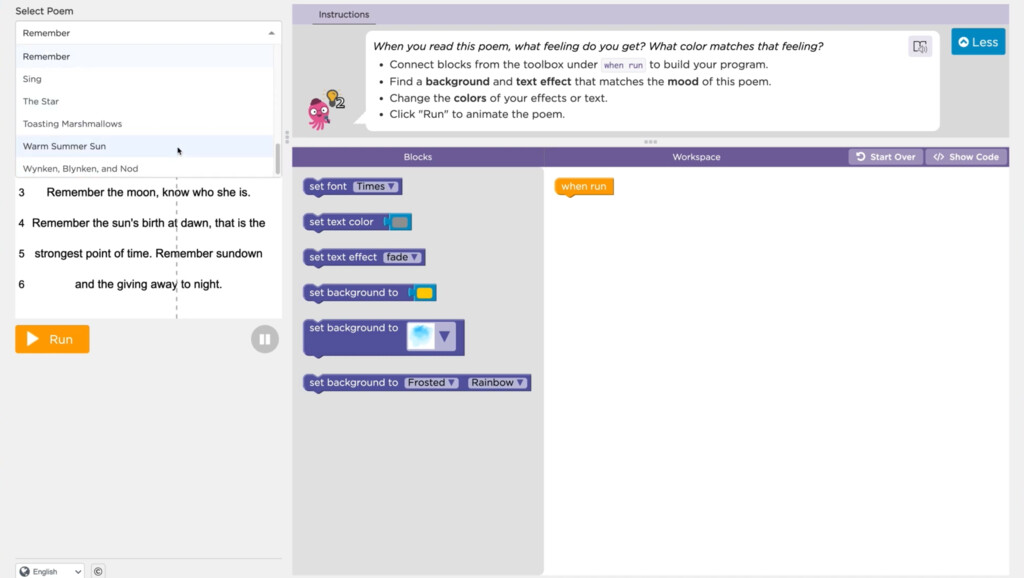 Select Poem
Remember
Remember
Sing
The Star
Toasting Marshmallows
Warm Summer Sun
Wynken, Blynken, and Nod
3 Remember the moon, know who she is.
4 Remember the sun's birth at dawn, that is the
5 strongest point of time. Remember sundown
6 and the giving away to night.
Run
English
©
Instructions
2
When you read this poem, what feeling do you get? What color matches that feeling?
• Connect blocks from the toolbox under when run to build your program.
• Find a background and text effect that matches the mood of this poem.
• Change the colors of your effects or text.
• Click "Run" to animate the poem.
Less
Blocks
Workspace
Start Over
</> Show Code
set font Times
set text color
set text effect fade
set background to
set background to
set background to Frosted Rainbow
when run